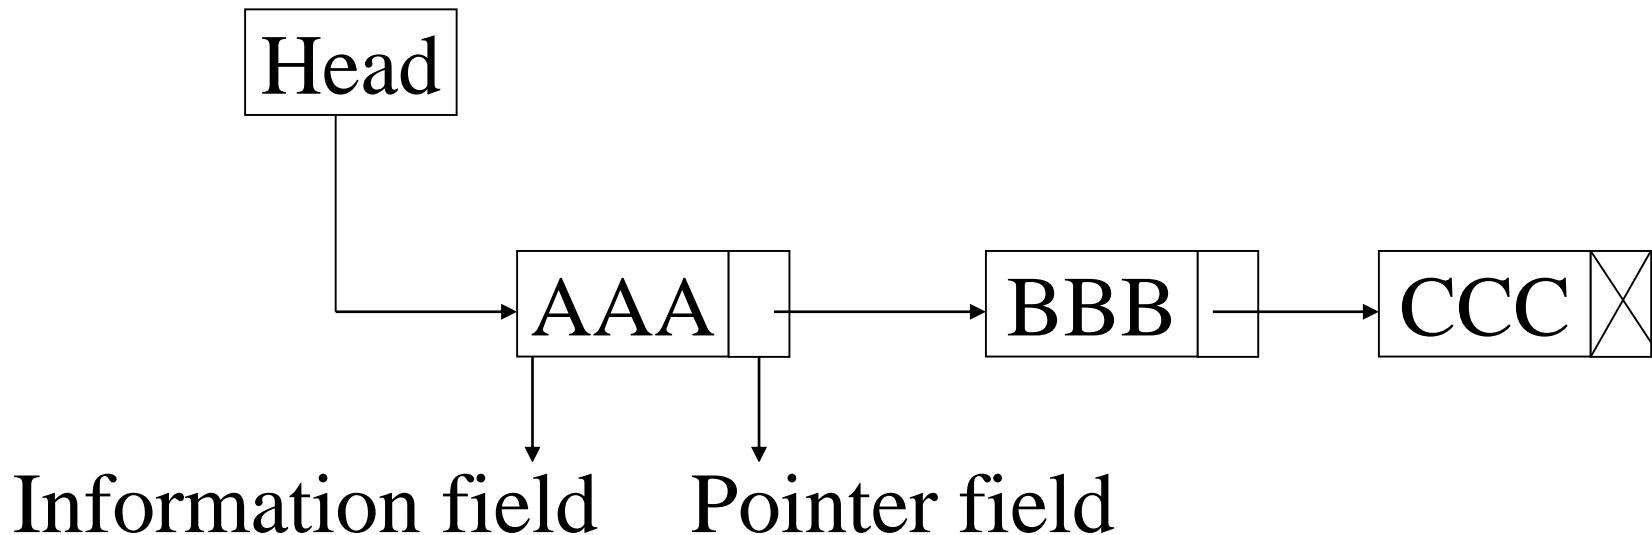 Head
AAA BBB CCC
Information field Pointer field